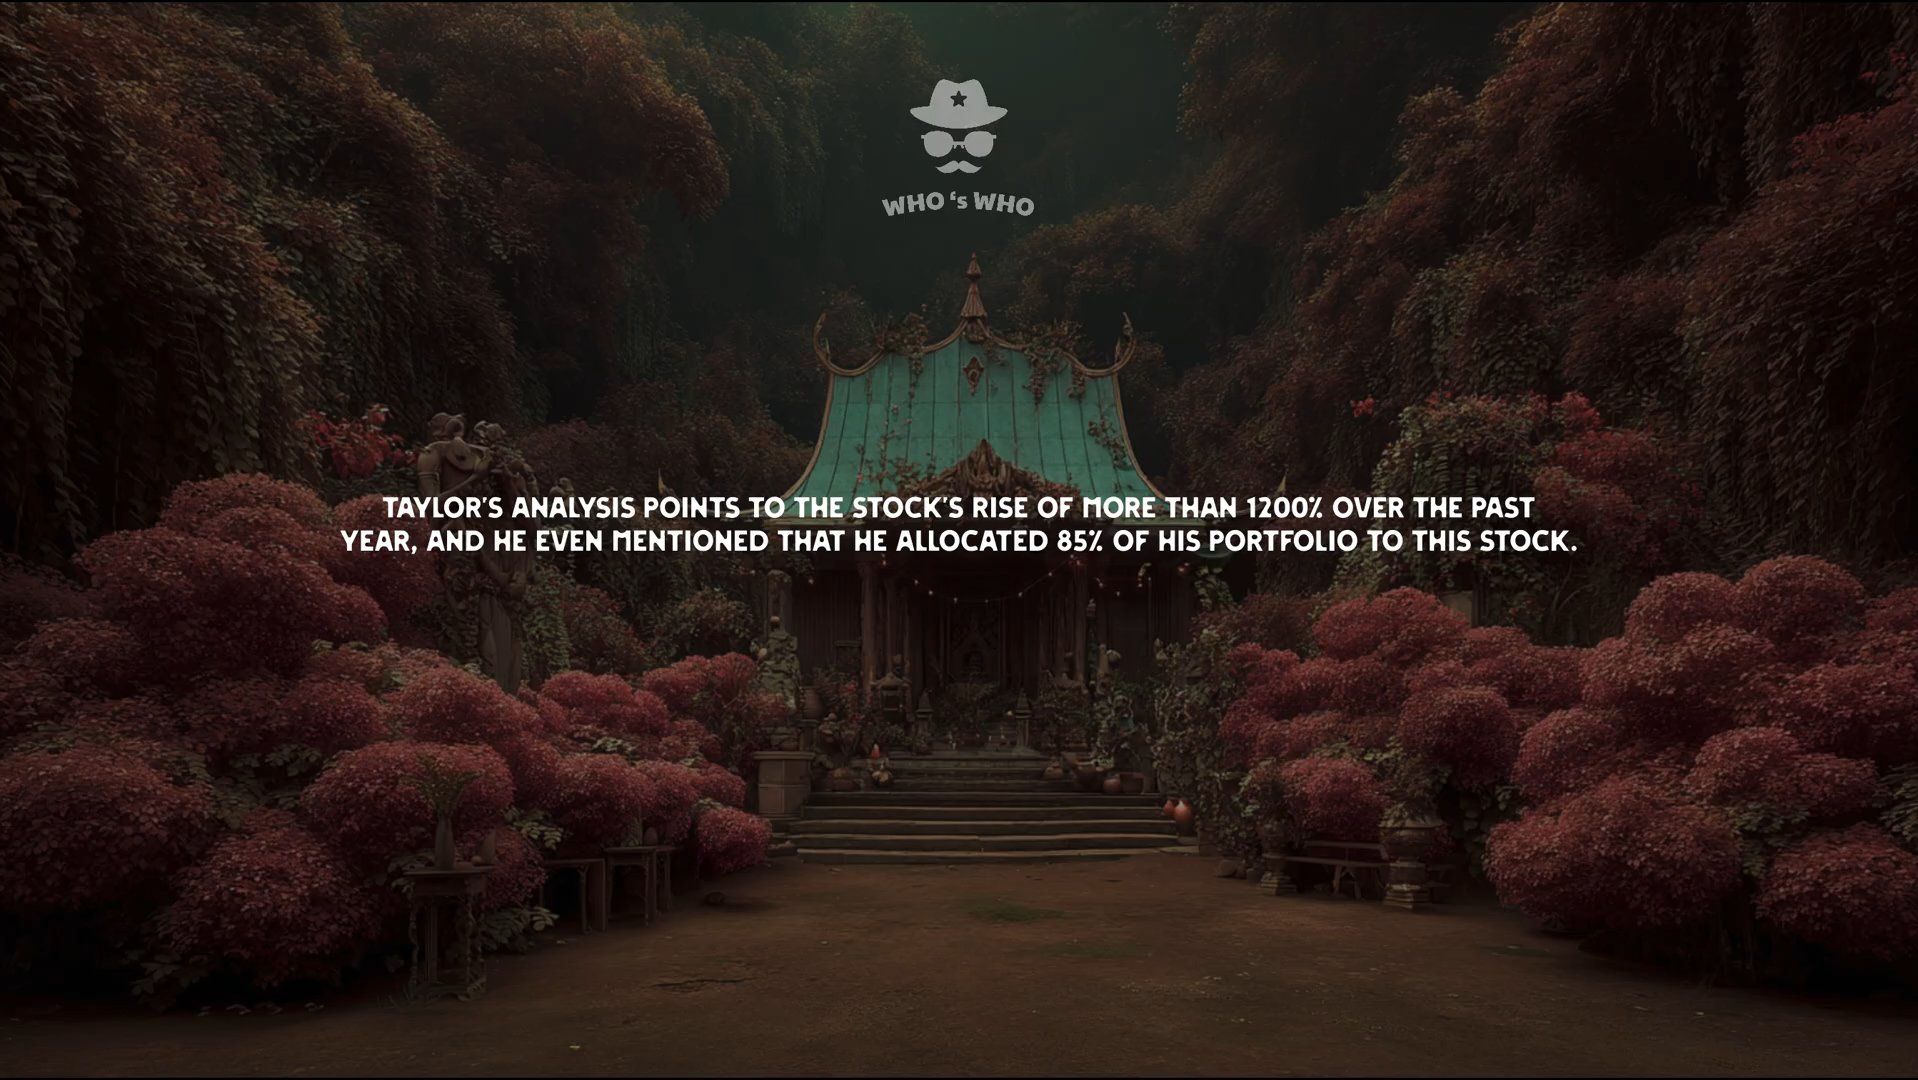 WHO 's WHO
TAYLOR'S ANALYSIS POINTS TO THE STOCK'S RISE OF MORE THAN 1200% OVER THE PAST
YEAR, AND HE EVEN MENTIONED THAT HE ALLOCATED 85% OF HIS PORTFOLIO TO THIS STOCK.